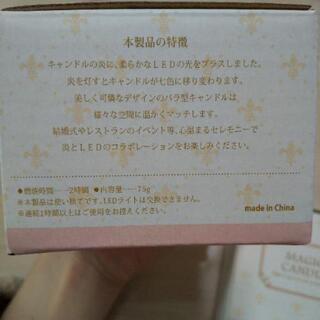 本製品の特徴
キャンドルの炎に、柔らかなLEDの光をプラスしました。
炎を灯すとキャンドルが七色に移り変わります。
美しく可憐なデザインのバラ型キャンドルは
様々な空間に温かくマッチします。
結婚式やレストランのイベント等、心温まるセレモニーで
炎とLEDのコラボレーションをお楽しみください。
●燃焼時間──2時間 ●内容量──75g
※本製品は使い捨てです。LEDライトは交換できません。
※連続1時間以上はご使用をお控えください。
made in China
MAGIC
CANDL